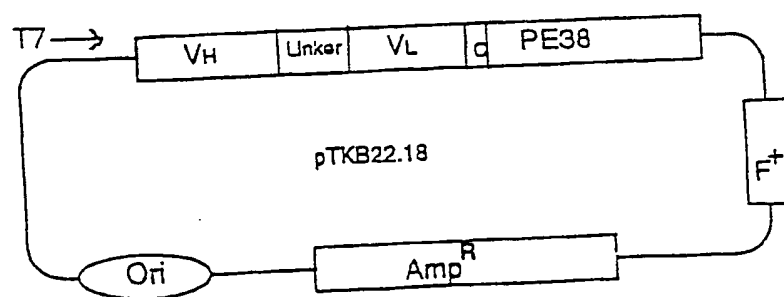 T7
VH Linker VL C PE38
pTKB22.18
F+
Ori
AmpR